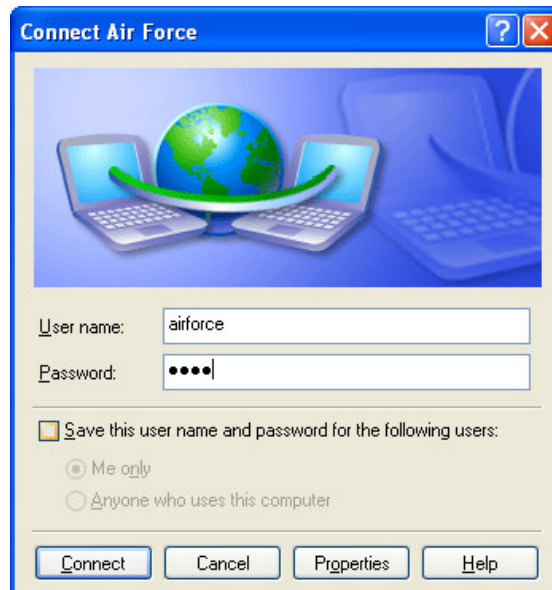 Connect Air Force
User name: airforce
Password: ●●●●
Save this user name and password for the following users:
Me only
Anyone who uses this computer
Connect Cancel Properties Help